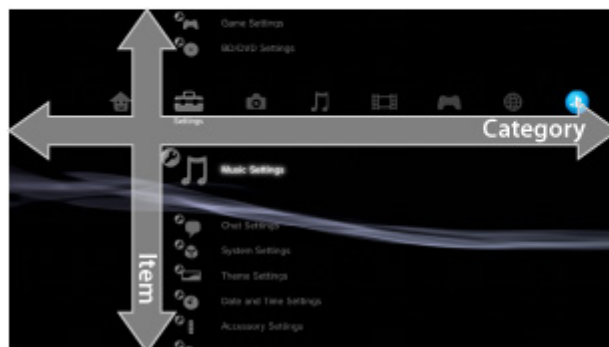 Game Settings
BD/DVD Settings
Settings
Category
Music Settings
Chat Settings
System Settings
Theme Settings
Date and Time Settings
Accessory Settings
Item